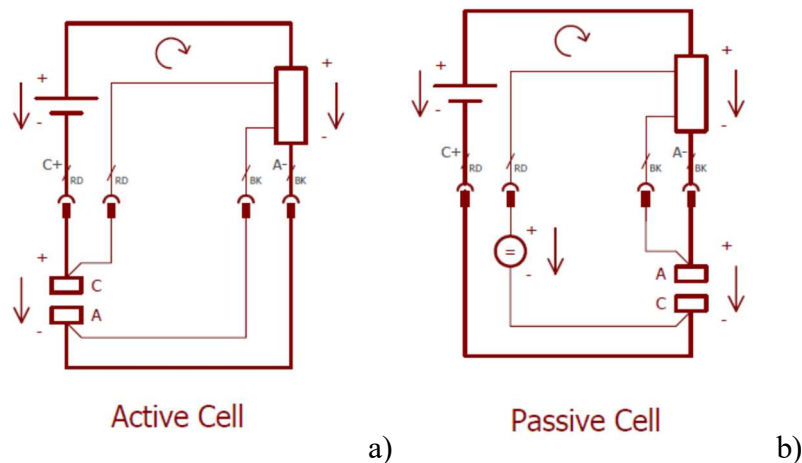 +
-
+
-
C+
RD
RD
BK
A-
BK
+
C
A
-
Active Cell
a)
+
-
+
-
C+
RD
RD
BK
A-
BK
+
=
-
+
A
C
-
Passive Cell
b)